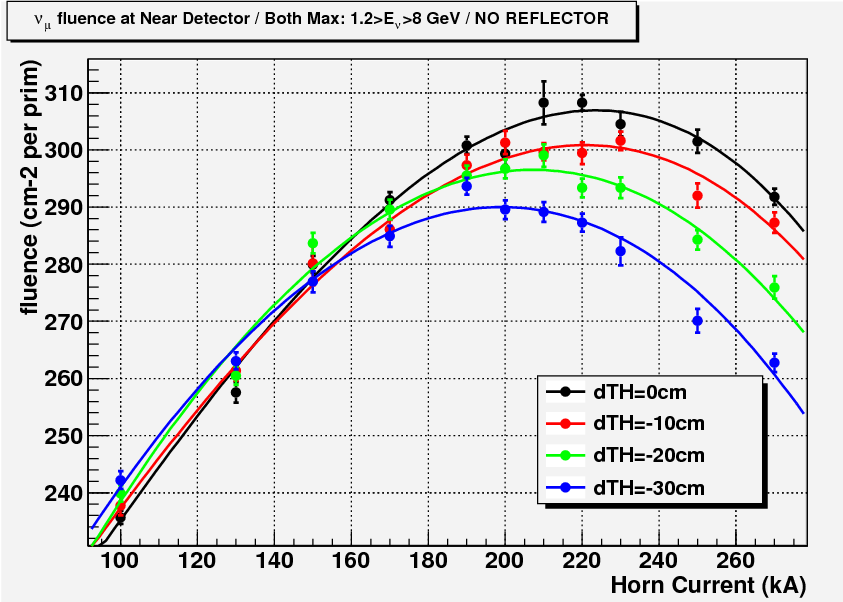 ν_μ fluence at Near Detector / Both Max: 1.2>E_ν>8 GeV / NO REFLECTOR
fluence (cm-2 per prim)
310
300
290
280
270
260
250
240
dTH=0cm
dTH=-10cm
dTH=-20cm
dTH=-30cm
100 120 140 160 180 200 220 240 260
Horn Current (kA)